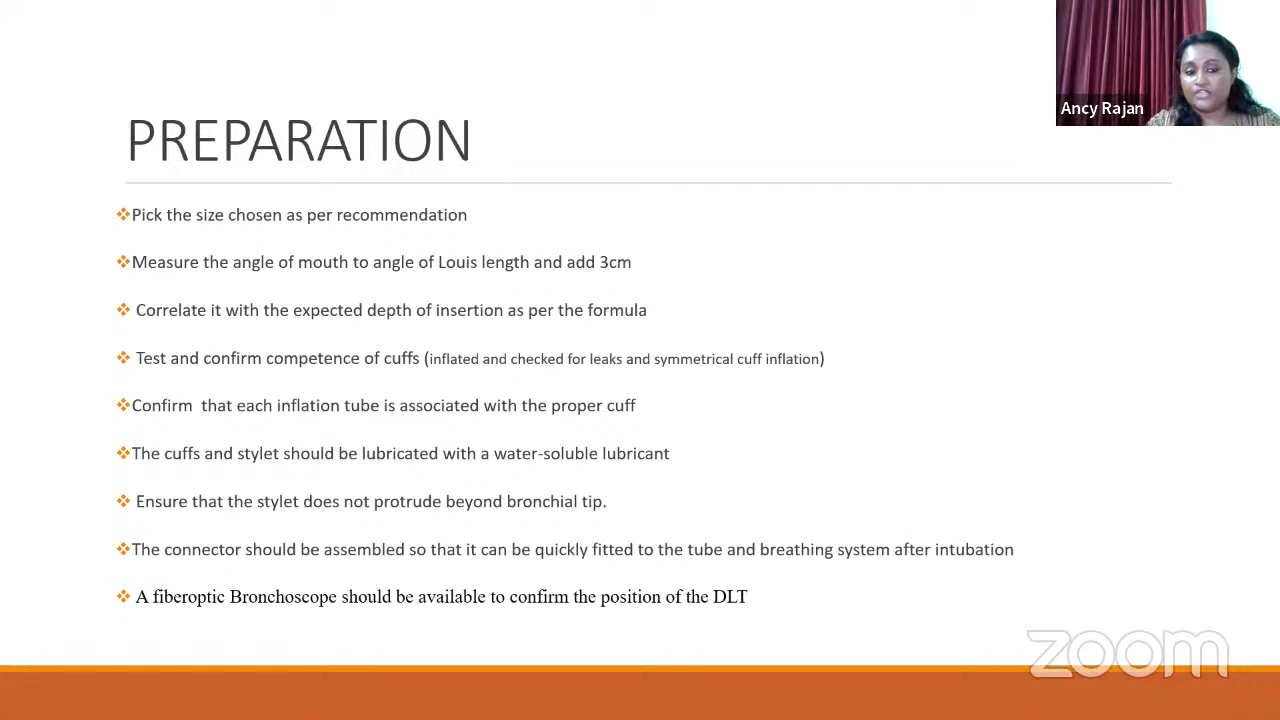 Ancy Rajan
PREPARATION
❖Pick the size chosen as per recommendation
❖Measure the angle of mouth to angle of Louis length and add 3cm
❖ Correlate it with the expected depth of insertion as per the formula
❖ Test and confirm competence of cuffs (inflated and checked for leaks and symmetrical cuff inflation)
❖Confirm  that each inflation tube is associated with the proper cuff
❖The cuffs and stylet should be lubricated with a water-soluble lubricant
❖ Ensure that the stylet does not protrude beyond bronchial tip.
❖The connector should be assembled so that it can be quickly fitted to the tube and breathing system after intubation
❖ A fiberoptic Bronchoscope should be available to confirm the position of the DLT
zoom